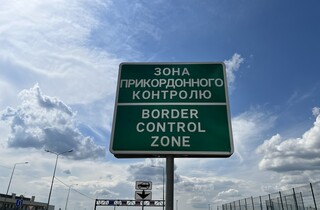 ЗОНА
ПРИКОРДОННОГО
КОНТРОЛЮ
BORDER
CONTROL
ZONE